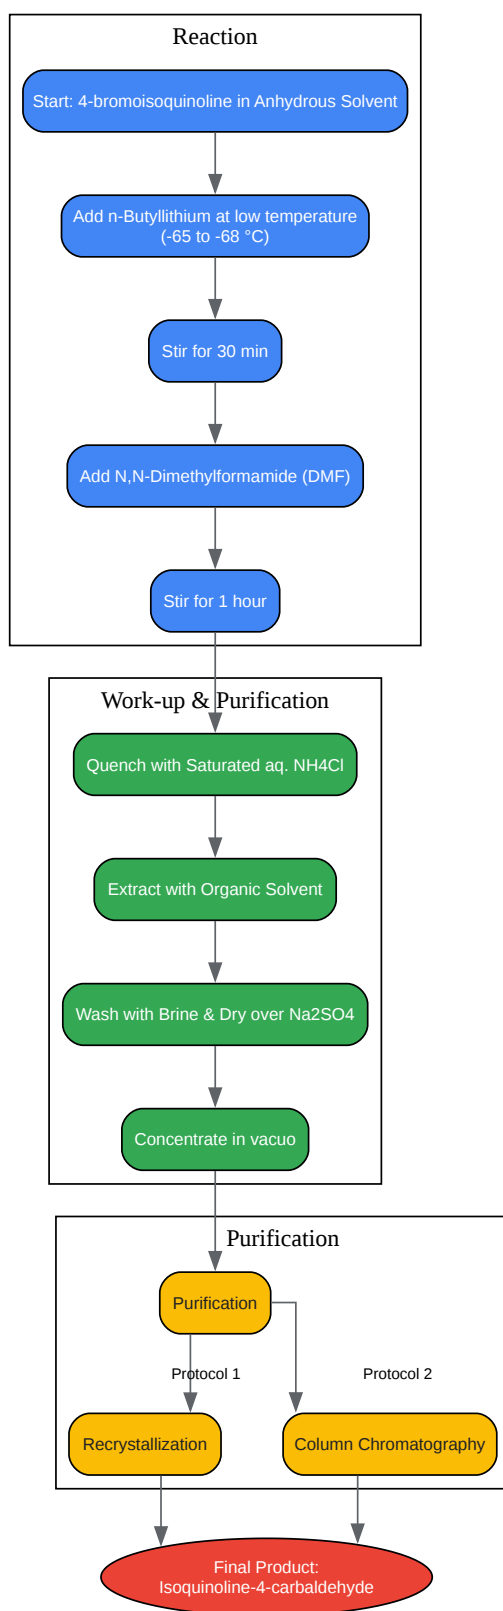 Reaction
Start: 4-bromoisoquinoline in Anhydrous Solvent
Add n-Butyllithium at low temperature
(-65 to -68 °C)
Stir for 30 min
Add N,N-Dimethylformamide (DMF)
Stir for 1 hour
Work-up & Purification
Quench with Saturated aq. NH4Cl
Extract with Organic Solvent
Wash with Brine & Dry over Na2SO4
Concentrate in vacuo
Purification
Purification
Protocol 1
Protocol 2
Recrystallization
Column Chromatography
Final Product:
Isoquinoline-4-carbaldehyde